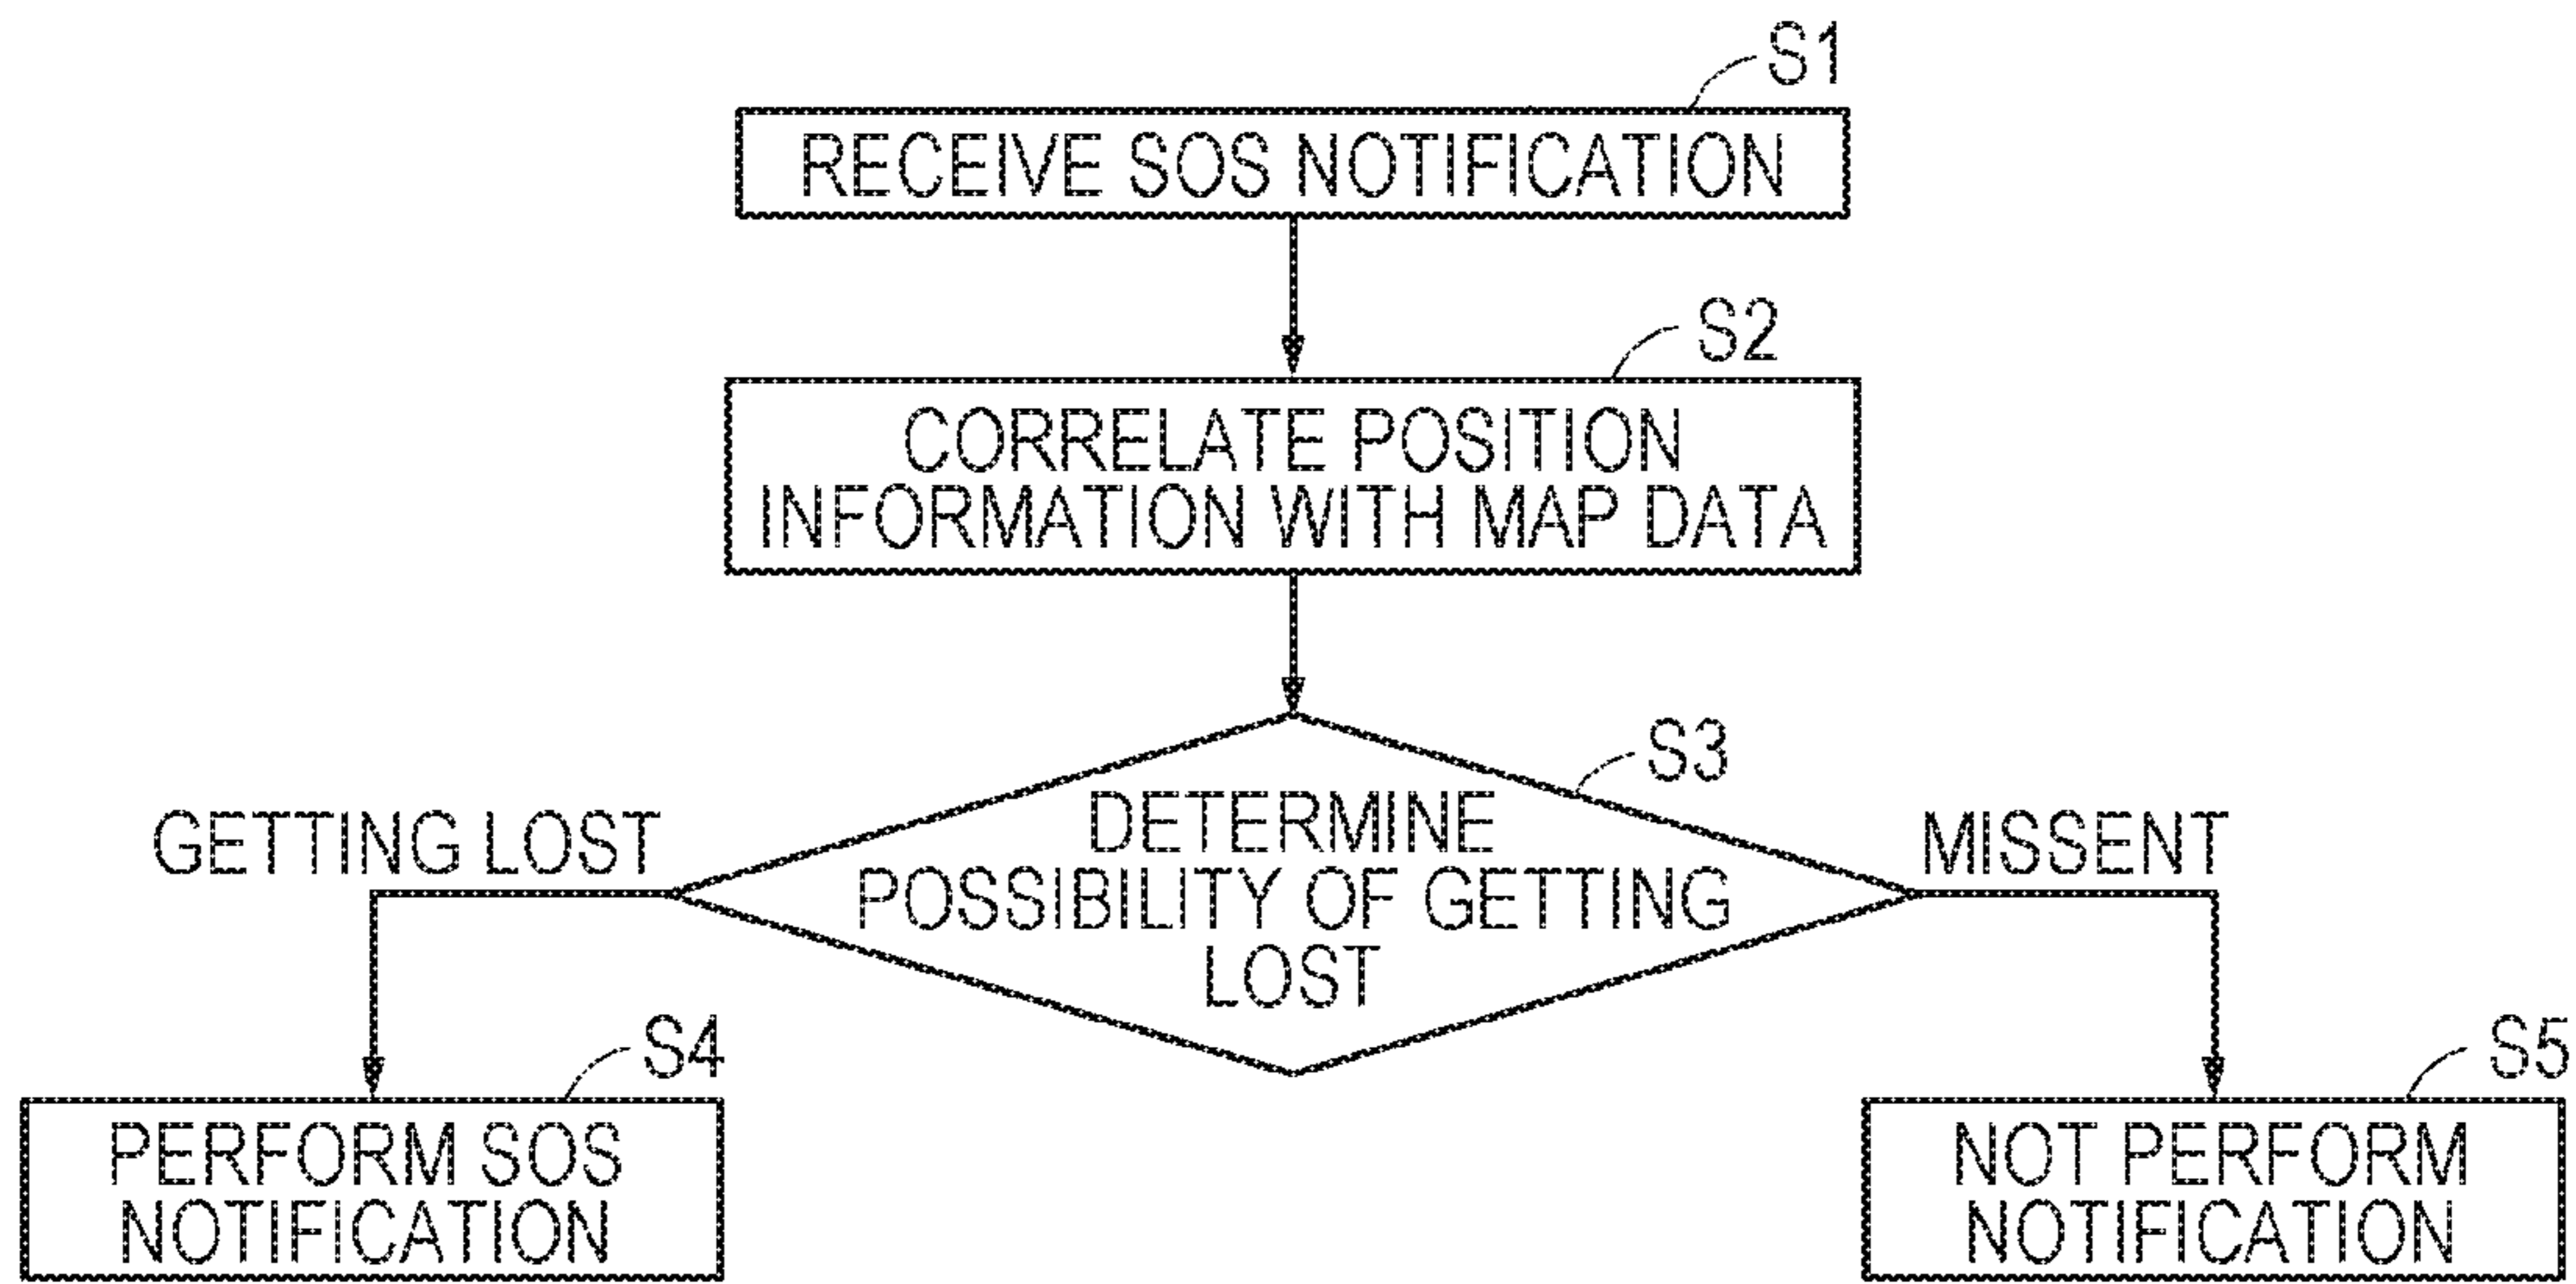 S1
RECEIVE SOS NOTIFICATION
S2
CORRELATE POSITION
INFORMATION WITH MAP DATA
S3
DETERMINE
POSSIBILITY OF GETTING
LOST
GETTING LOST
MISSENT
S4
PERFORM SOS
NOTIFICATION
S5
NOT PERFORM
NOTIFICATION